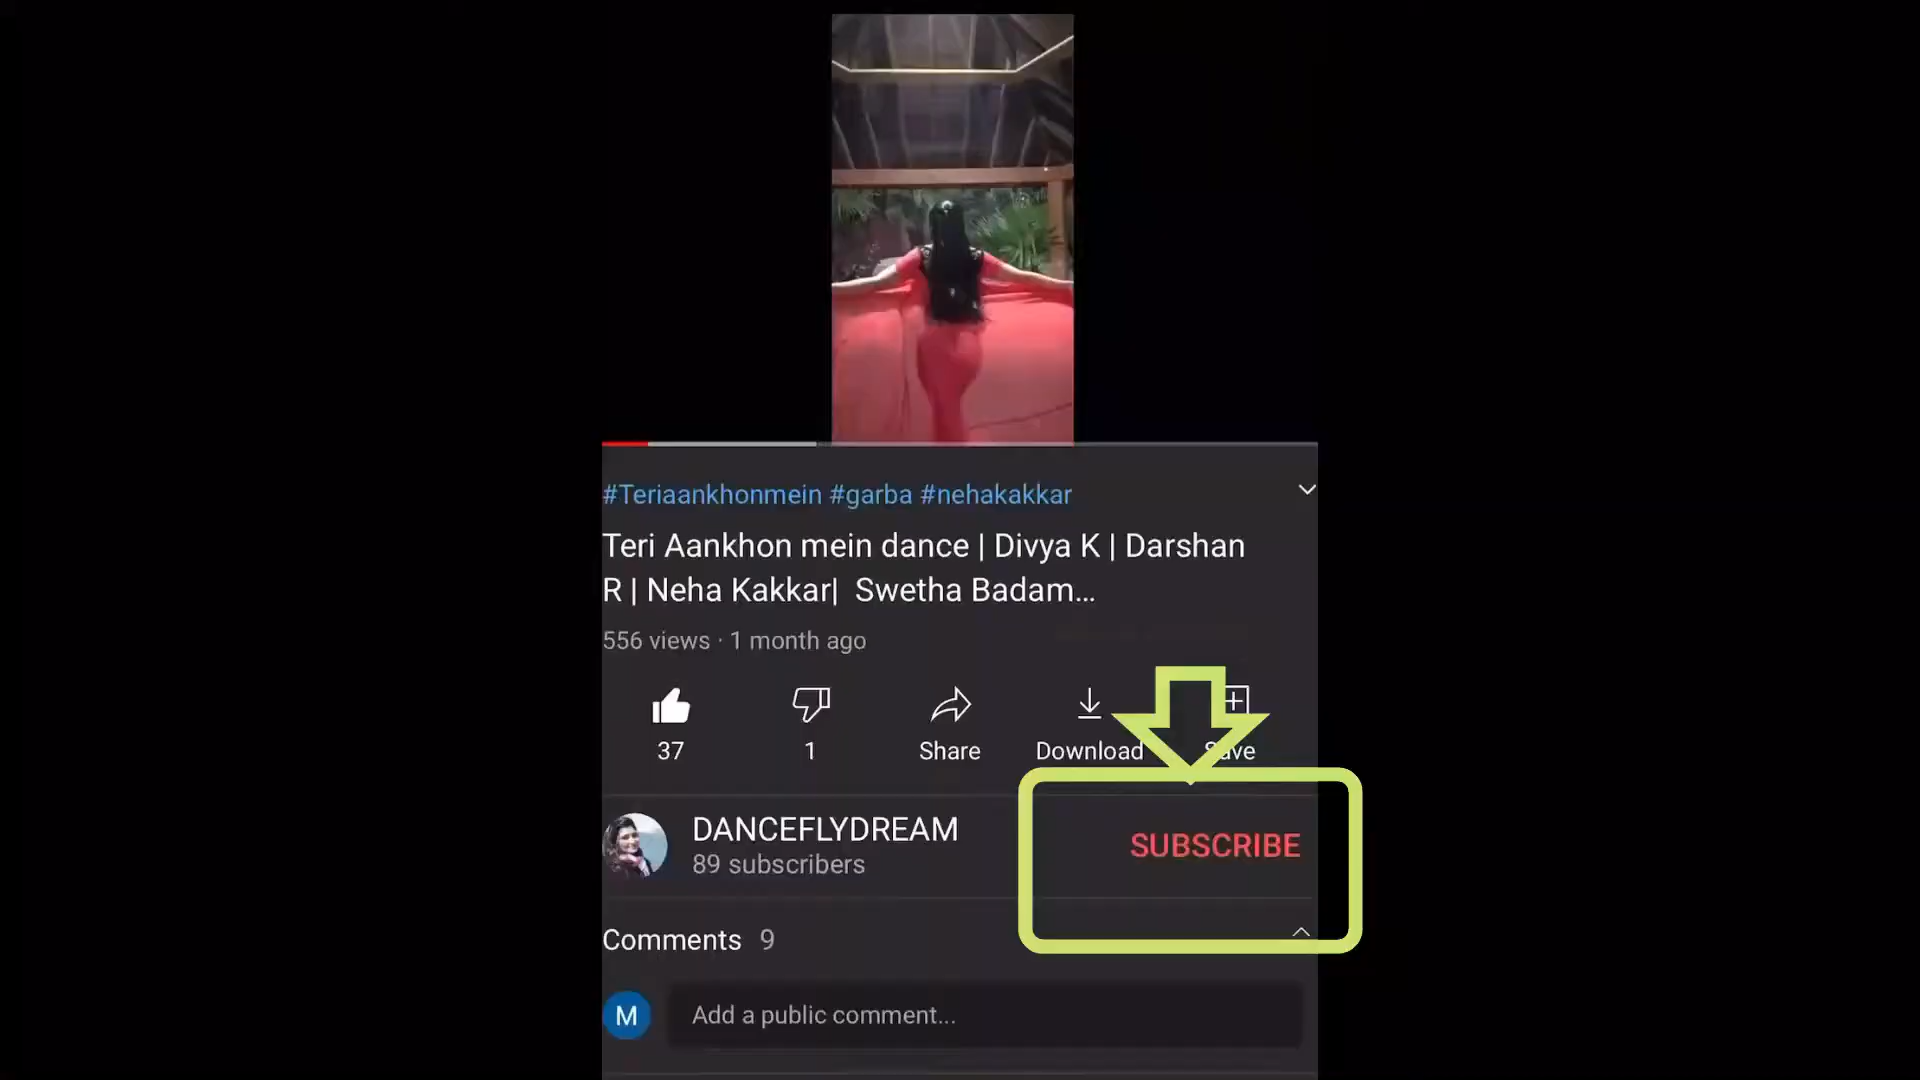 #Teriaankhonmein #garba #nehakakkar
Teri Aankhon mein dance | Divya K | Darshan
R | Neha Kakkar|  Swetha Badam...
556 views · 1 month ago
37
1
Share
Download
Save
DANCEFLYDREAM
89 subscribers
SUBSCRIBE
Comments 9
M
Add a public comment...